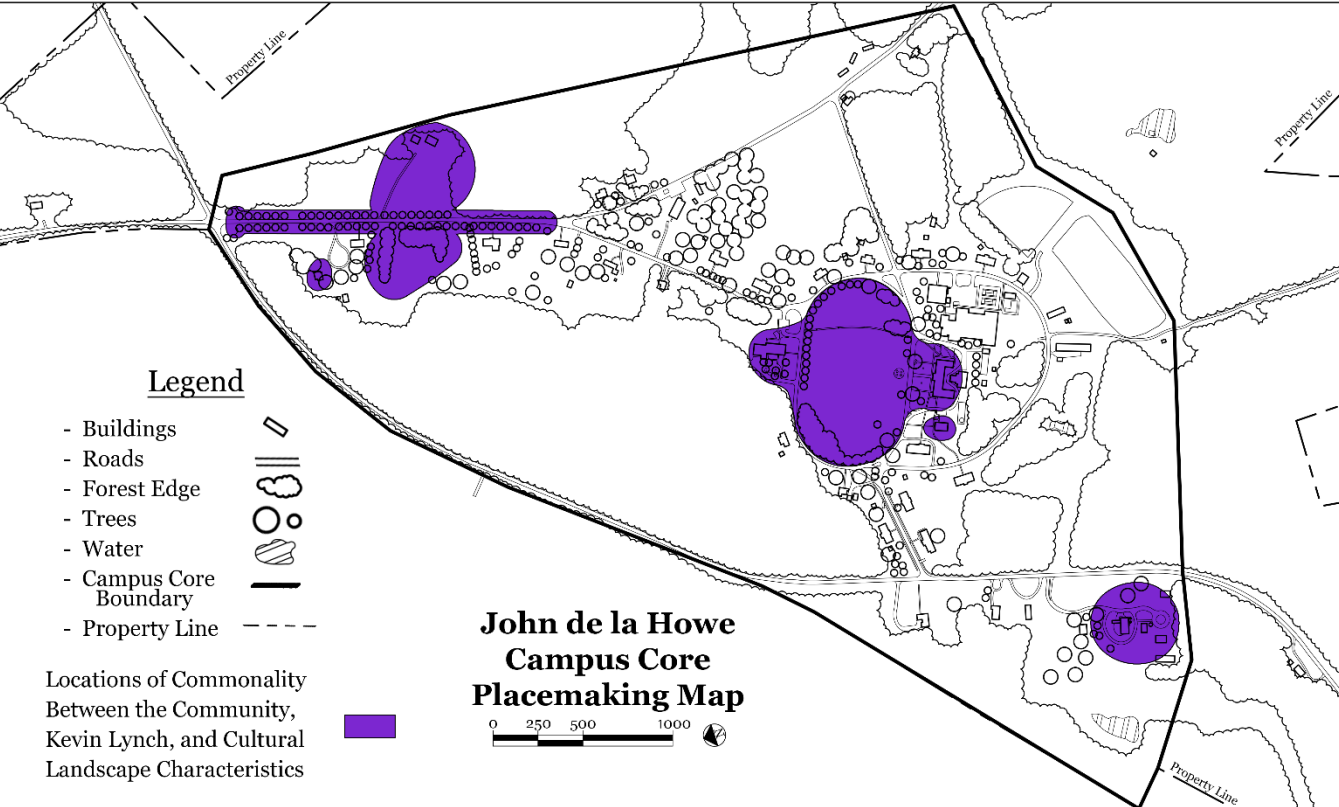 Property Line
Property Line
Legend
- Buildings
- Roads
- Forest Edge
- Trees
- Water
- Campus Core
Boundary
- Property Line
Locations of Commonality
Between the Community,
Kevin Lynch, and Cultural
Landscape Characteristics
John de la Howe
Campus Core
Placemaking Map
0 250 500 1000
Property Line